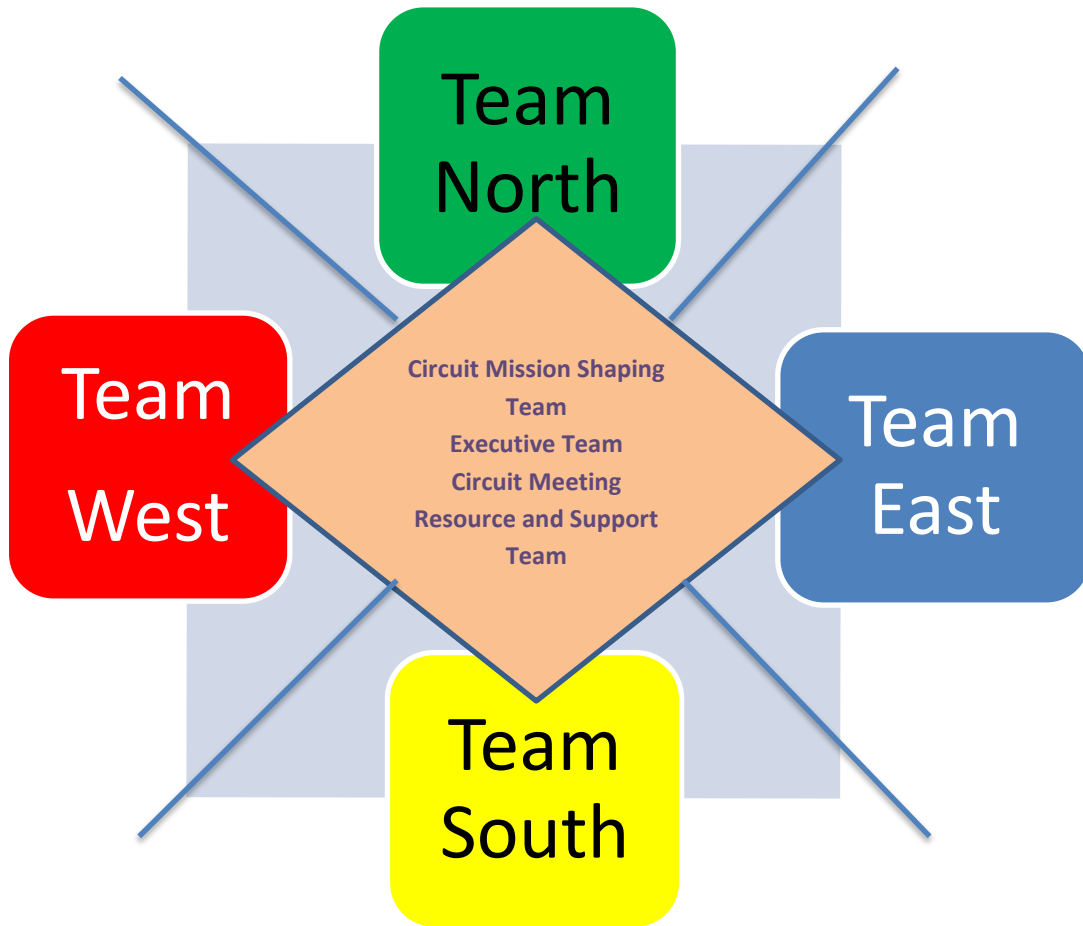 Team
North
Team
West
Circuit Mission Shaping
Team
Executive Team
Circuit Meeting
Resource and Support
Team
Team
East
Team
South